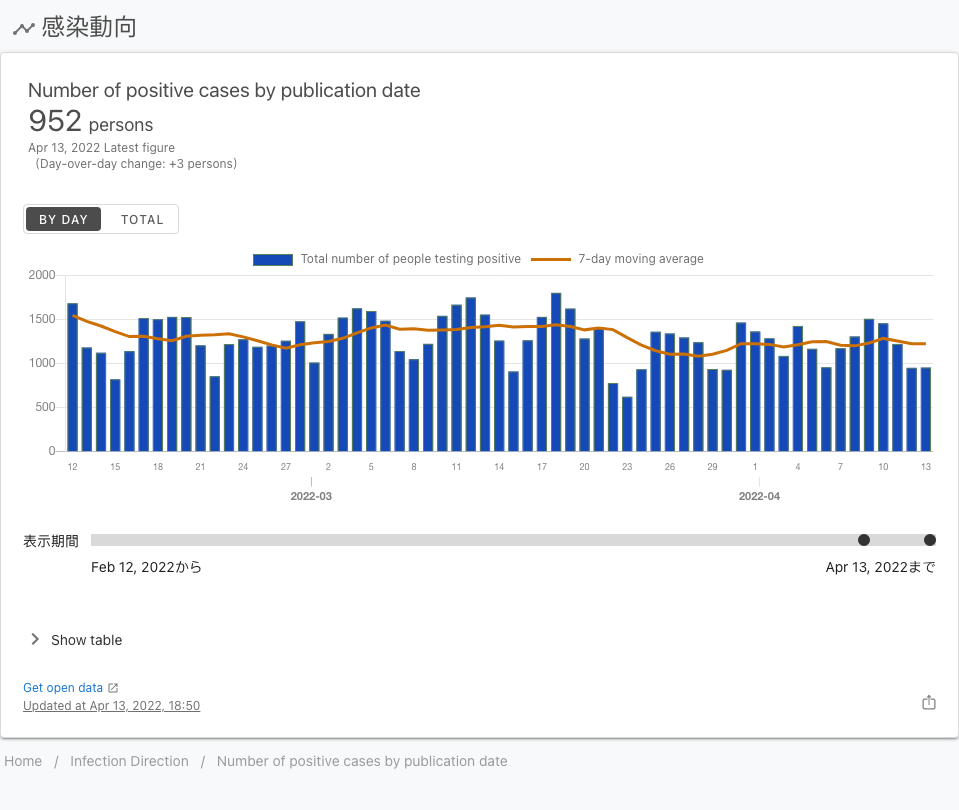 感染動向
Number of positive cases by publication date
952 persons
Apr 13, 2022 Latest figure
(Day-over-day change: +3 persons)
BY DAY TOTAL
Total number of people testing positive 7-day moving average
2000
1500
1000
500
0
12 15 18 21 24 27 2 5 8 11 14 17 20 23 26 29 1 4 7 10 13
2022-03 2022-04
表示期間
Feb 12, 2022から Apr 13, 2022まで
Show table
Get open data
Updated at Apr 13, 2022, 18:50
Home / Infection Direction / Number of positive cases by publication date